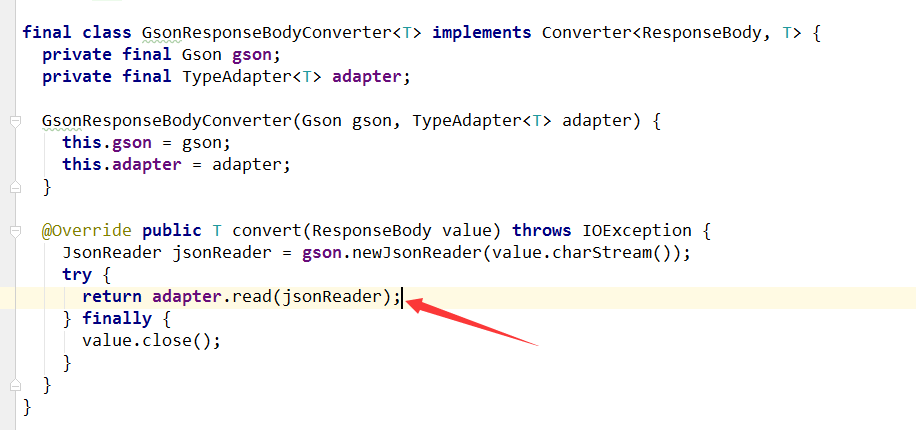 final class GsonResponseBodyConverter<T> implements Converter<ResponseBody, T> {
private final Gson gson;
private final TypeAdapter<T> adapter;
GsonResponseBodyConverter(Gson gson, TypeAdapter<T> adapter) {
this.gson = gson;
this.adapter = adapter;
}
@Override public T convert(ResponseBody value) throws IOException {
JsonReader jsonReader = gson.newJsonReader(value.charStream());
try {
return adapter.read(jsonReader);
} finally {
value.close();
}
}
}